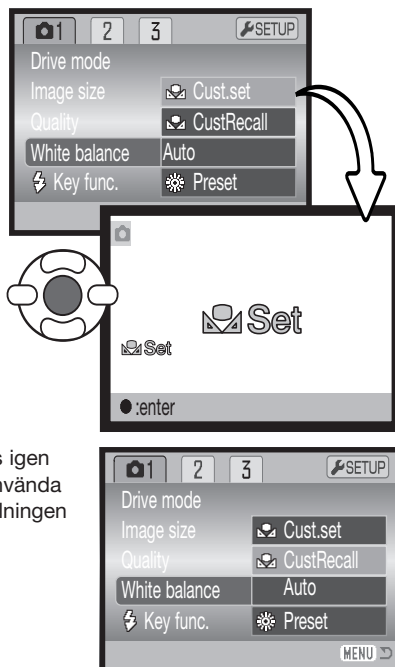 1 2 3 SETUP
Drive mode
Image size Cust.set
Quality CustRecall
White balance Auto
Key func. Preset
Set
Set
:enter
s igen
nvända
dningen
1 2 3 SETUP
Drive mode
Image size Cust.set
Quality CustRecall
White balance Auto
Key func. Preset
MENU